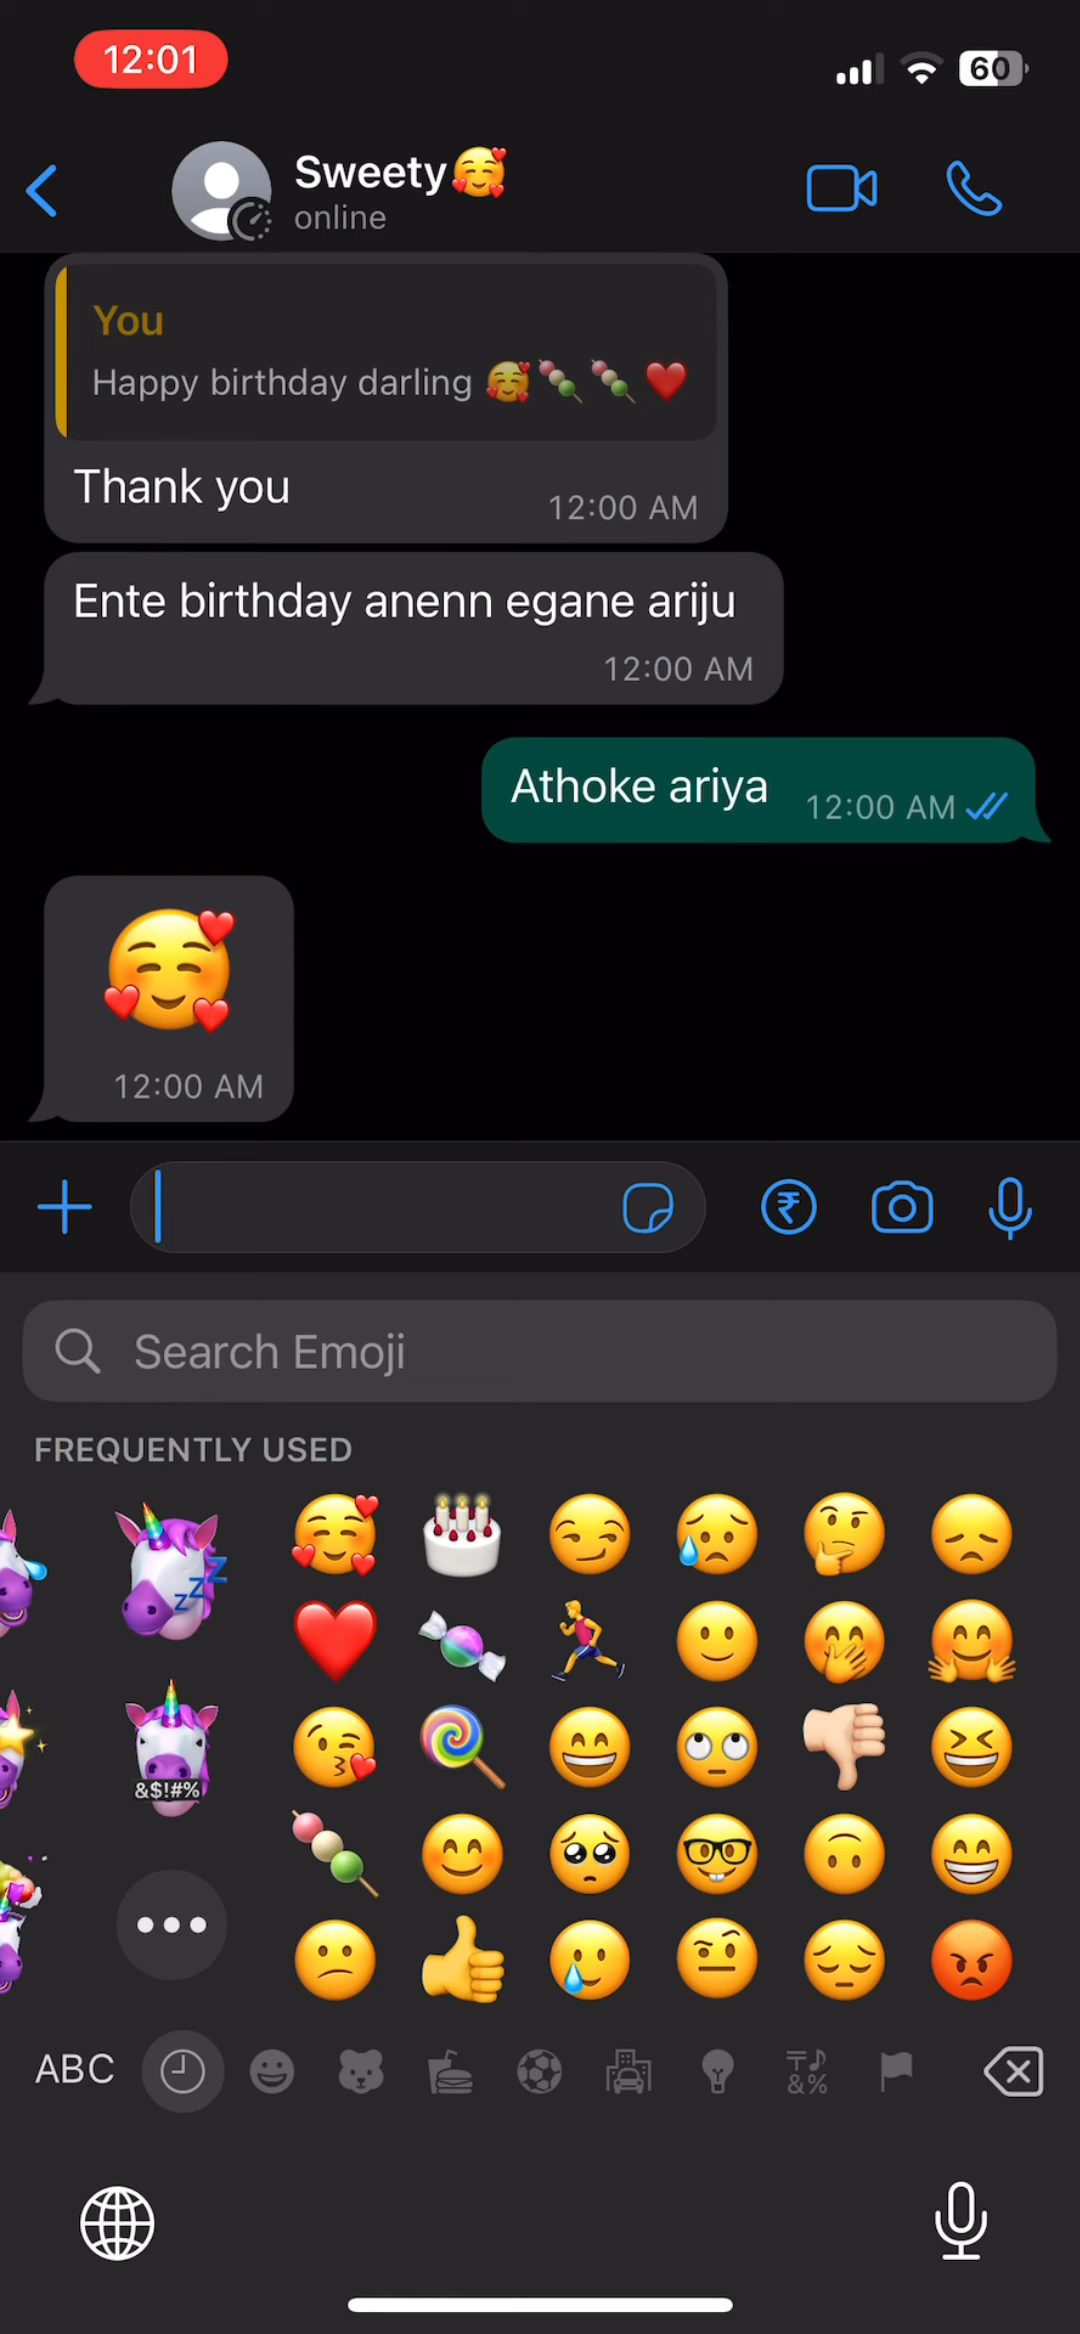 12:01
60
Sweety🥰
online
You
Happy birthday darling 🥰🍡🍡❤️
Thank you
12:00 AM
Ente birthday anenn egane ariju
12:00 AM
Athoke ariya 12:00 AM
🥰
12:00 AM
Search Emoji
FREQUENTLY USED
zzz
&$!#%
ABC
&%